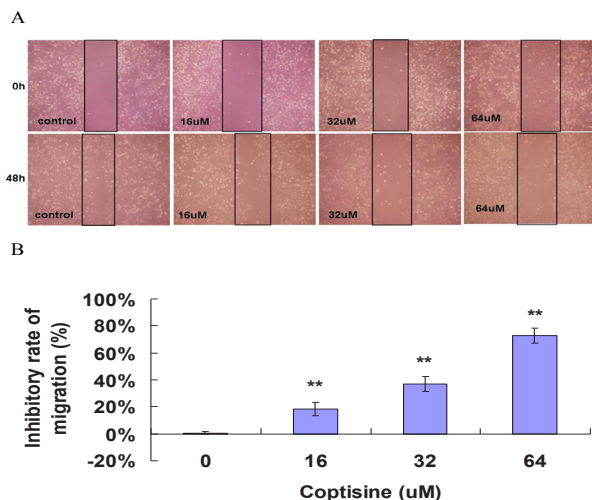 A
0h
control
16uM
32uM
64uM
48h
control
16uM
32uM
64uM
B
Inhibitory rate of
migration (%)
100%
80%
60%
40%
20%
0%
-20%
**
**
**
0
16
32
64
Coptisine (uM)